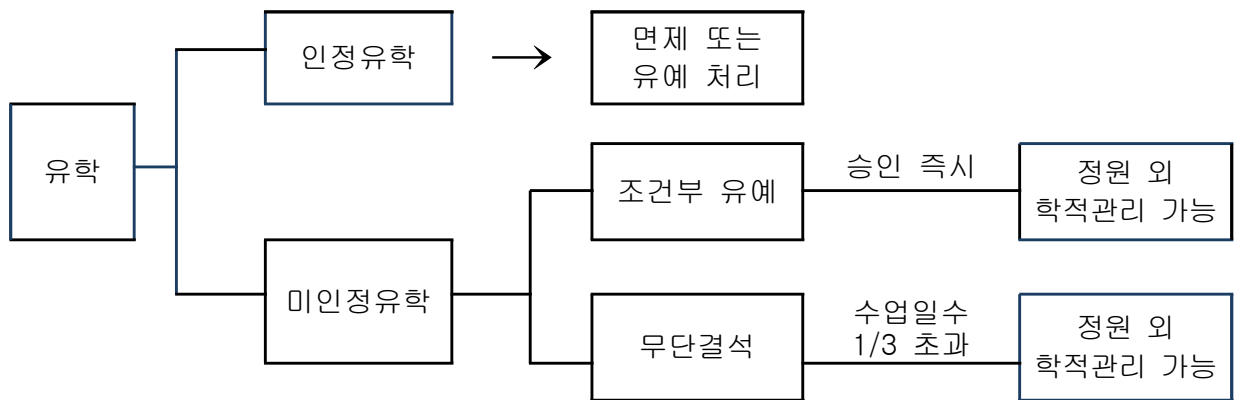 유학
인정유학
면제 또는
유예 처리
미인정유학
조건부 유예
승인 즉시
정원 외
학적관리 가능
무단결석
수업일수
1/3 초과
정원 외
학적관리 가능